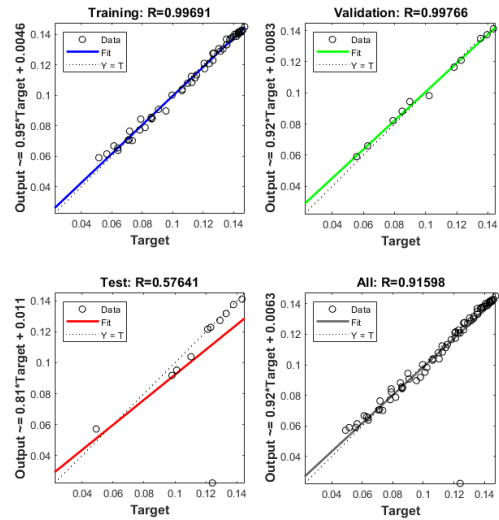 Training: R=0.99691
Output ~= 0.95*Target + 0.0046
0.14
0.12
0.1
0.08
0.06
0.04
Data
Fit
Y = T
0.04 0.06 0.08 0.1 0.12 0.14
Target
Validation: R=0.99766
Output ~= 0.92*Target + 0.0083
0.14
0.12
0.1
0.08
0.06
0.04
Data
Fit
Y = T
0.04 0.06 0.08 0.1 0.12 0.14
Target
Test: R=0.57641
Output ~= 0.81*Target + 0.011
0.14
0.12
0.1
0.08
0.06
0.04
Data
Fit
Y = T
0.04 0.06 0.08 0.1 0.12 0.14
Target
All: R=0.91598
Output ~= 0.92*Target + 0.0063
0.14
0.12
0.1
0.08
0.06
0.04
Data
Fit
Y = T
0.04 0.06 0.08 0.1 0.12 0.14
Target